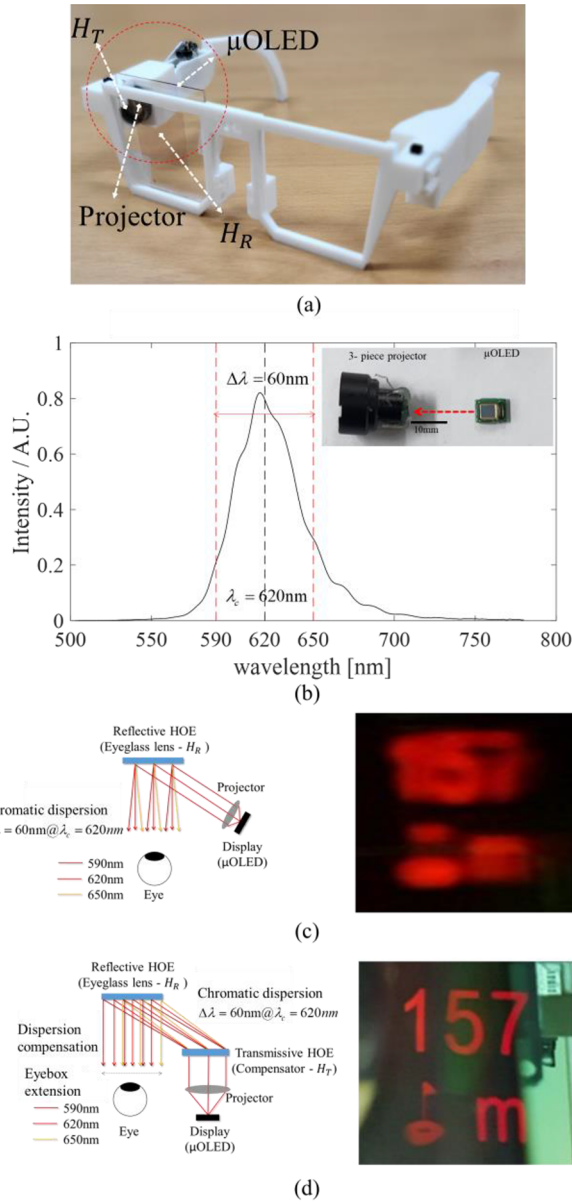 H_T
µOLED
Projector
H_R
(a)
Intensity / A.U.
1
0.8
0.6
0.4
0.2
0
Δλ = 60nm
λ_c = 620nm
3- piece projector
µOLED
10mm
500
550
590
620
650
700
750
800
wavelength [nm]
(b)
Reflective HOE
(Eyeglass lens - H_R )
Projector
romatic dispersion
= 60nm@λ_c = 620nm
Display
(µOLED)
590nm
620nm
650nm
Eye
(c)
Reflective HOE
(Eyeglass lens - H_R )
Chromatic dispersion
Δλ = 60nm@λ_c = 620nm
Dispersion
compensation
Transmissive HOE
(Compensator - H_T)
Eyebox
extension
Projector
590nm
620nm
650nm
Eye
Display
(µOLED)
157
m
(d)